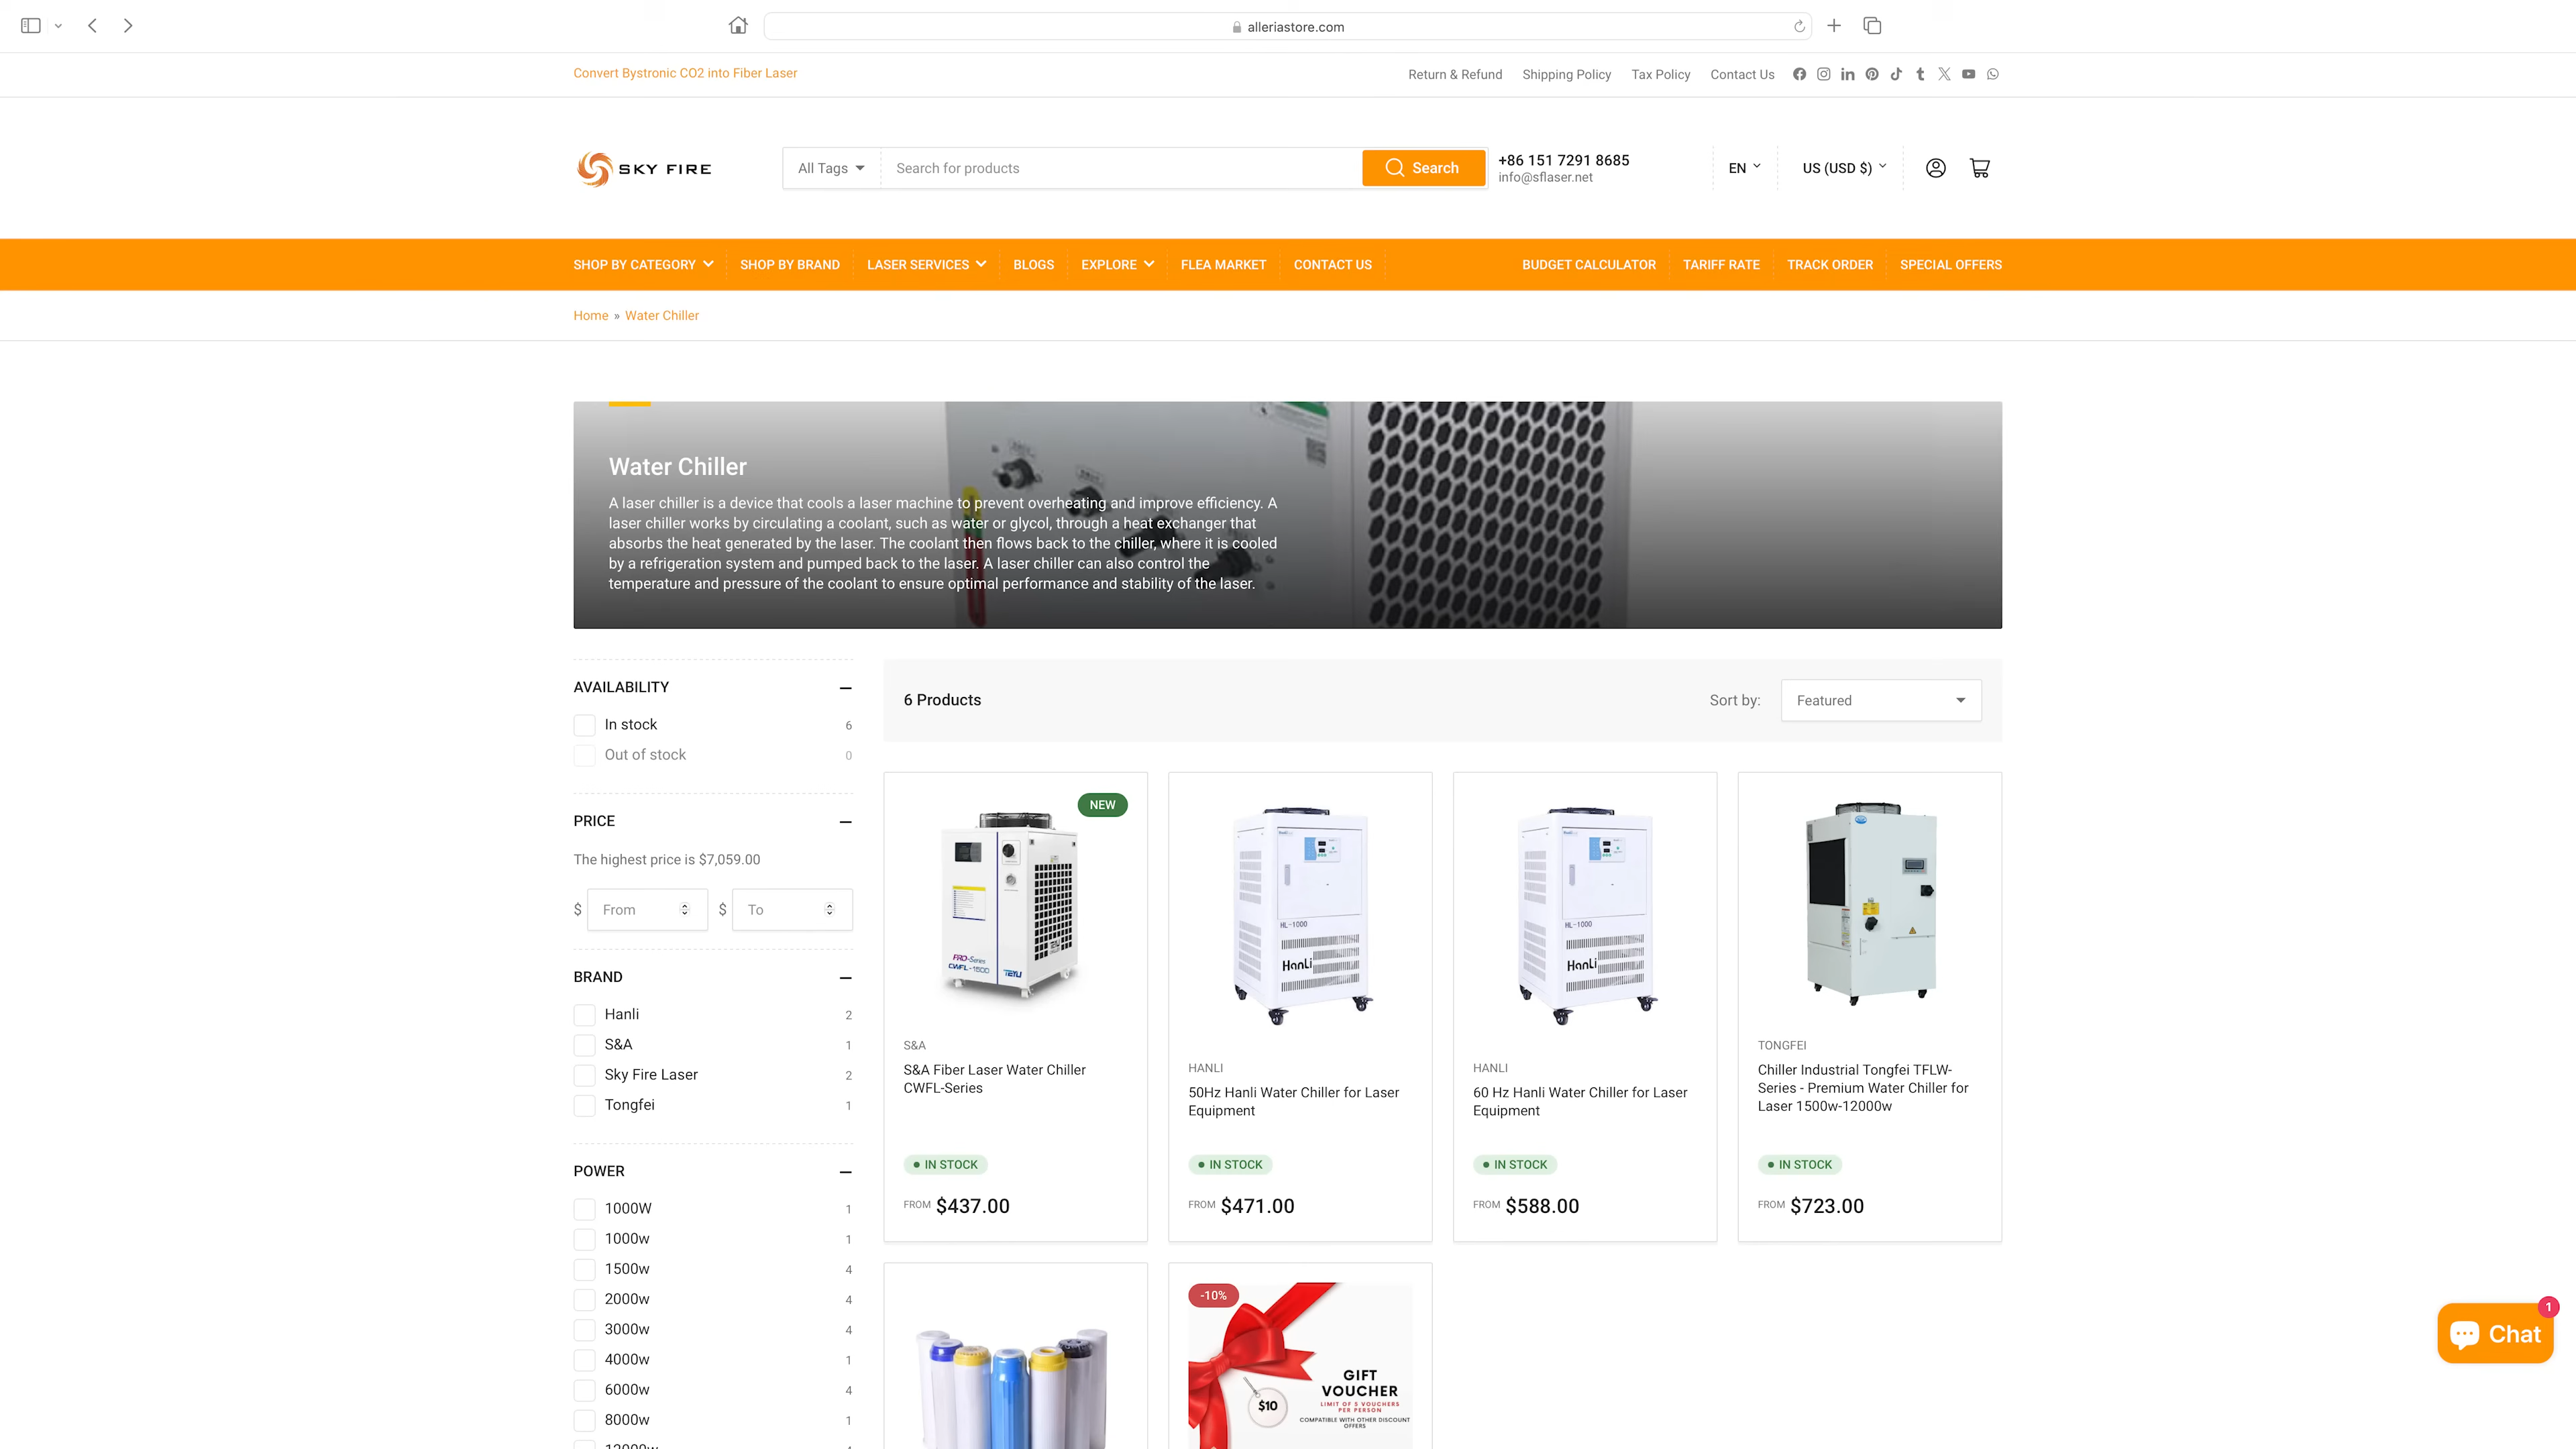 alleriastore.com
Convert Bystronic CO2 into Fiber Laser
Return & Refund Shipping Policy Tax Policy Contact Us
SKY FIRE
All Tags Search for products Search
+86 151 7291 8685
info@sflaser.net
EN US (USD $)
SHOP BY CATEGORY SHOP BY BRAND LASER SERVICES BLOGS EXPLORE FLEA MARKET CONTACT US BUDGET CALCULATOR TARIFF RATE TRACK ORDER SPECIAL OFFERS
Home » Water Chiller
Water Chiller
A laser chiller is a device that cools a laser machine to prevent overheating and improve efficiency. A
laser chiller works by circulating a coolant, such as water or glycol, through a heat exchanger that
absorbs the heat generated by the laser. The coolant then flows back to the chiller, where it is cooled
by a refrigeration system and pumped back to the laser. A laser chiller can also control the
temperature and pressure of the coolant to ensure optimal performance and stability of the laser.
AVAILABILITY
In stock 6
Out of stock 0
PRICE
The highest price is $7,059.00
$ From $ To
BRAND
Hanli 2
S&A 1
Sky Fire Laser 2
Tongfei 1
POWER
1000W 1
1000w 1
1500w 4
2000w 4
3000w 4
4000w 1
6000w 4
8000w 1
6 Products
Sort by: Featured
NEW
PRO-Series
CWFL-1500 TEYU
S&A
S&A Fiber Laser Water Chiller
CWFL-Series
IN STOCK
FROM $437.00
HL-1000
HanLi
HANLI
50Hz Hanli Water Chiller for Laser
Equipment
IN STOCK
FROM $471.00
HL-1000
HanLi
HANLI
60 Hz Hanli Water Chiller for Laser
Equipment
IN STOCK
FROM $588.00
TONGFEI
Chiller Industrial Tongfei TFLW-
Series - Premium Water Chiller for
Laser 1500w-12000w
IN STOCK
FROM $723.00
-10%
$10
GIFT
VOUCHER
LIMIT OF 5 VOUCHERS
PER PERSON
COMPATIBLE WITH OTHER DISCOUNT
OFFERS
1
Chat